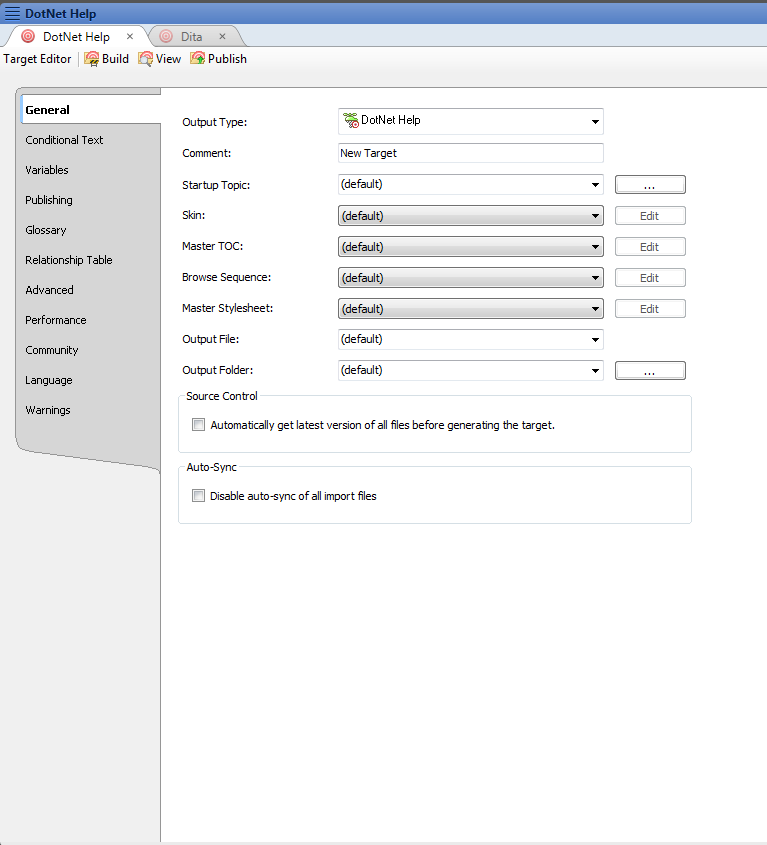 DotNet Help
DotNet Help Dita
Target Editor Build View Publish
General
Conditional Text
Variables
Publishing
Glossary
Relationship Table
Advanced
Performance
Community
Language
Warnings
Output Type: DotNet Help
Comment: New Target
Startup Topic: (default) ...
Skin: (default) Edit
Master TOC: (default) Edit
Browse Sequence: (default) Edit
Master Stylesheet: (default) Edit
Output File: (default)
Output Folder: (default) ...
Source Control
Automatically get latest version of all files before generating the target.
Auto-Sync
Disable auto-sync of all import files